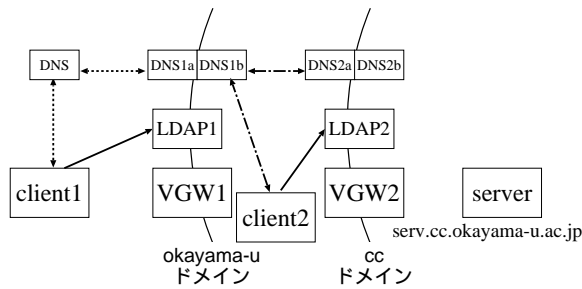 DNS DNS1a DNS1b DNS2a DNS2b
LDAP1 LDAP2
client1 VGW1 client2 VGW2 server
serv.cc.okayama-u.ac.jp
okayama-u cc
ドメイン ドメイン